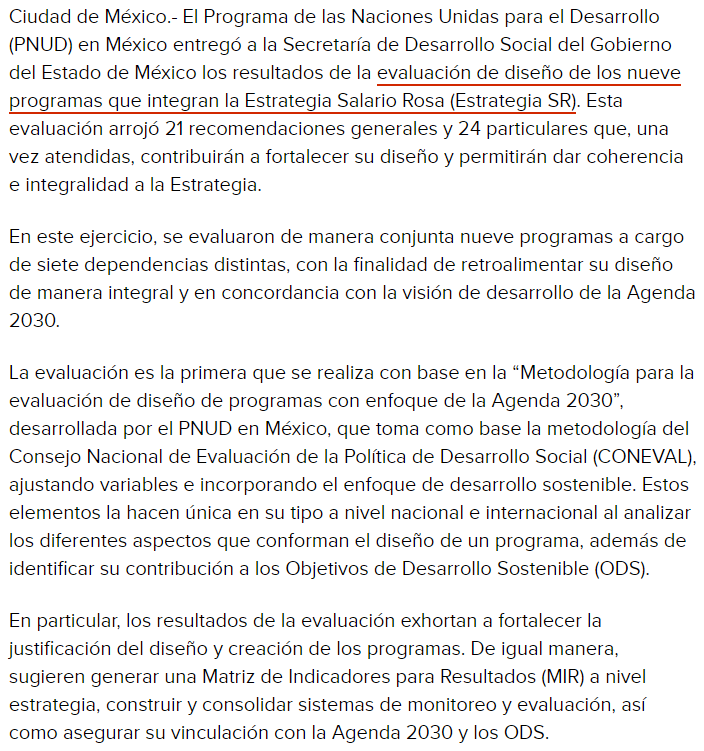 Ciudad de México.- El Programa de las Naciones Unidas para el Desarrollo
(PNUD) en México entregó a la Secretaría de Desarrollo Social del Gobierno
del Estado de México los resultados de la evaluación de diseño de los nueve
programas que integran la Estrategia Salario Rosa (Estrategia SR). Esta
evaluación arrojó 21 recomendaciones generales y 24 particulares que, una
vez atendidas, contribuirán a fortalecer su diseño y permitirán dar coherencia
e integralidad a la Estrategia.
En este ejercicio, se evaluaron de manera conjunta nueve programas a cargo
de siete dependencias distintas, con la finalidad de retroalimentar su diseño
de manera integral y en concordancia con la visión de desarrollo de la Agenda
2030.
La evaluación es la primera que se realiza con base en la “Metodología para la
evaluación de diseño de programas con enfoque de la Agenda 2030”,
desarrollada por el PNUD en México, que toma como base la metodología del
Consejo Nacional de Evaluación de la Política de Desarrollo Social (CONEVAL),
ajustando variables e incorporando el enfoque de desarrollo sostenible. Estos
elementos la hacen única en su tipo a nivel nacional e internacional al analizar
los diferentes aspectos que conforman el diseño de un programa, además de
identificar su contribución a los Objetivos de Desarrollo Sostenible (ODS).
En particular, los resultados de la evaluación exhortan a fortalecer la
justificación del diseño y creación de los programas. De igual manera,
sugieren generar una Matriz de Indicadores para Resultados (MIR) a nivel
estrategia, construir y consolidar sistemas de monitoreo y evaluación, así
como asegurar su vinculación con la Agenda 2030 y los ODS.